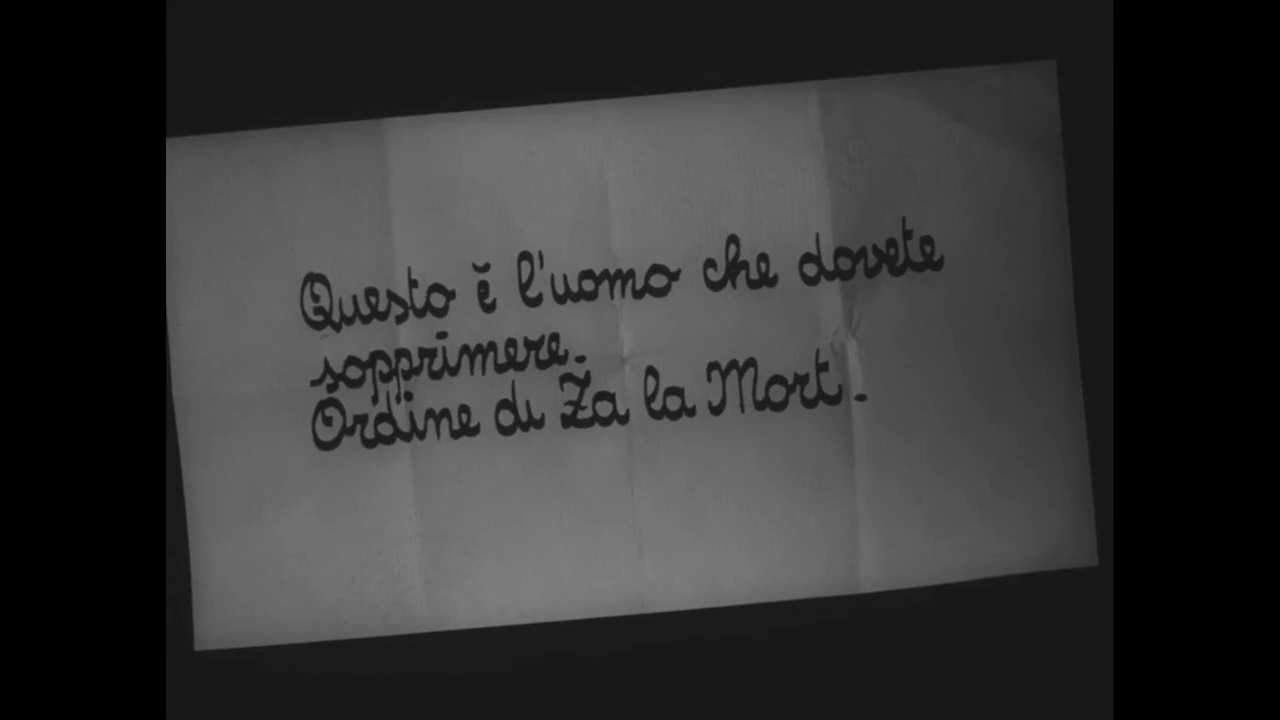 Questo è l'uomo che dovete
sopprimere.
Ordine di Za la Mort.